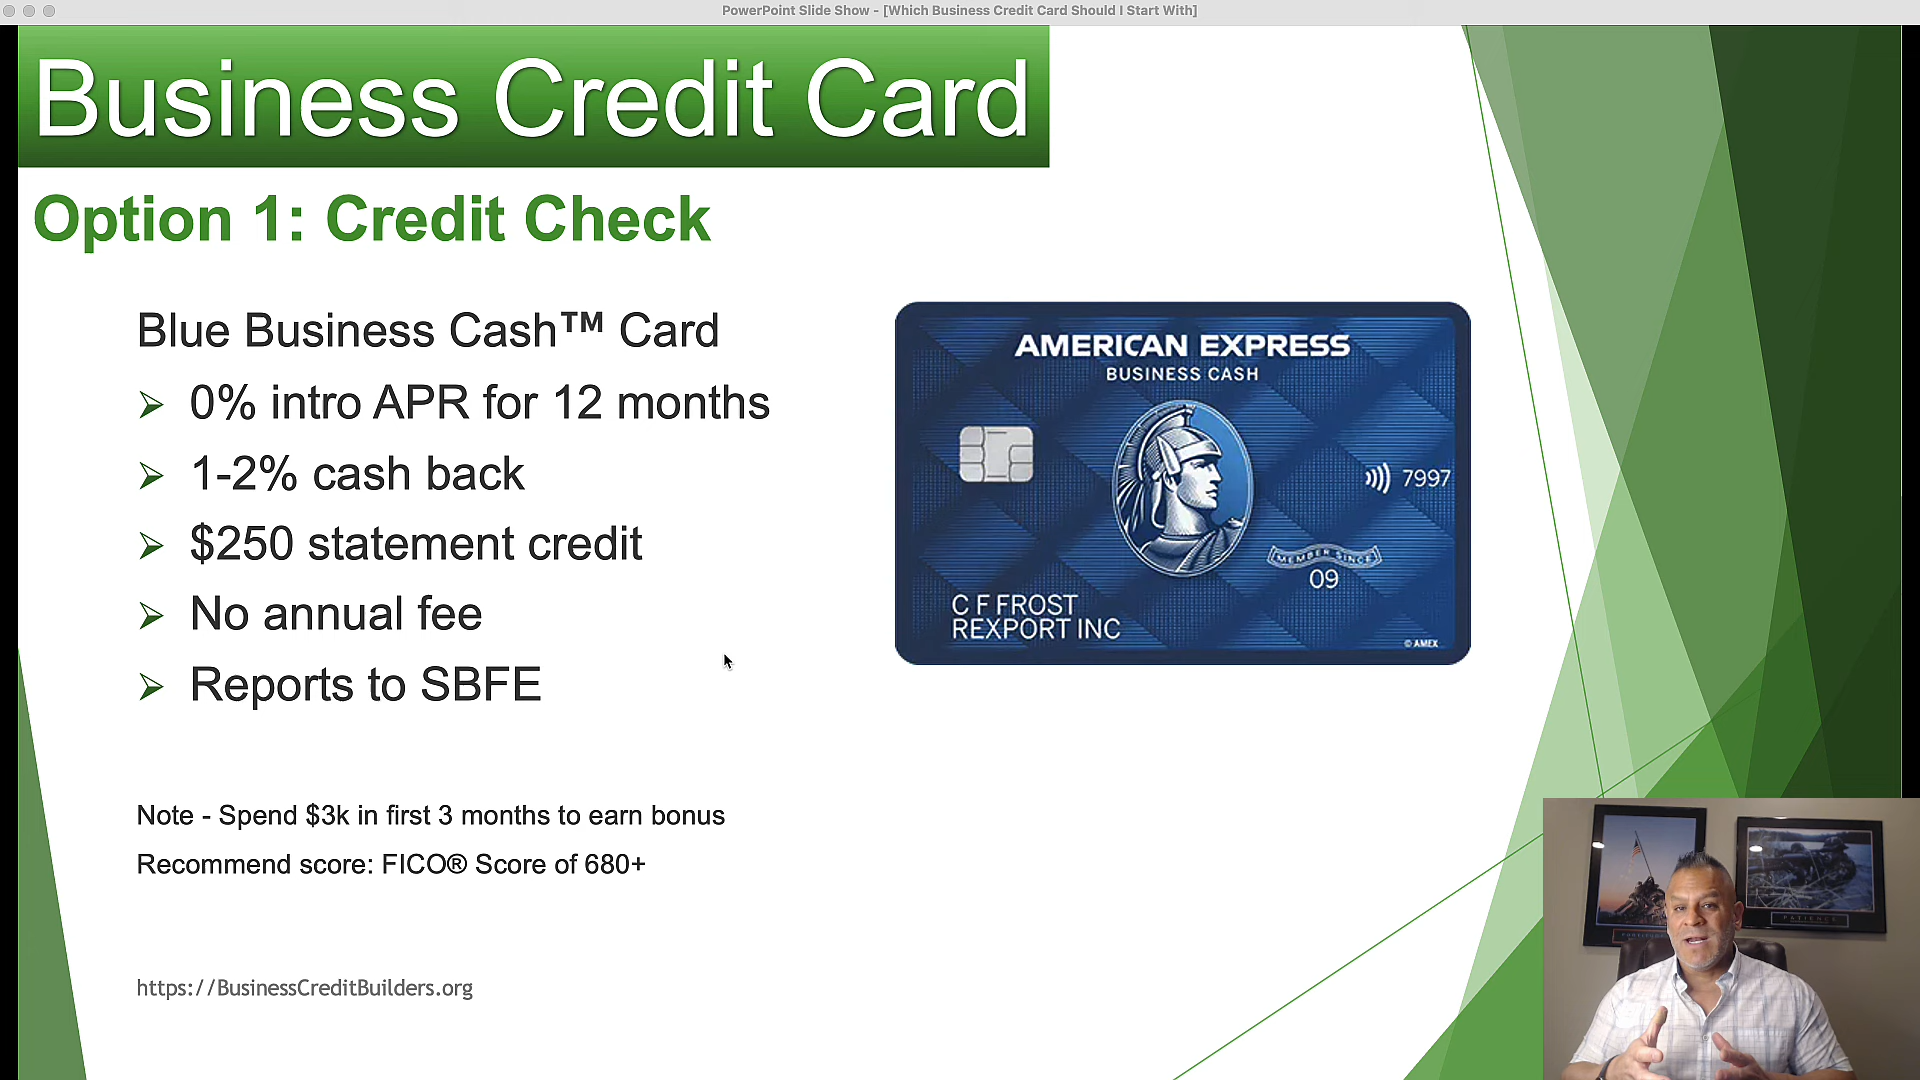 PowerPoint Slide Show - [Which Business Credit Card Should I Start With]
Business Credit Card
Option 1: Credit Check
Blue Business Cash™ Card
0% intro APR for 12 months
1-2% cash back
$250 statement credit
No annual fee
Reports to SBFE
Note - Spend $3k in first 3 months to earn bonus
Recommend score: FICO® Score of 680+
https://BusinessCreditBuilders.org
AMERICAN EXPRESS
BUSINESS CASH
7997
MEMBER SINCE
09
C F FROST
REXPORT INC
© AMEX
PATIENCE